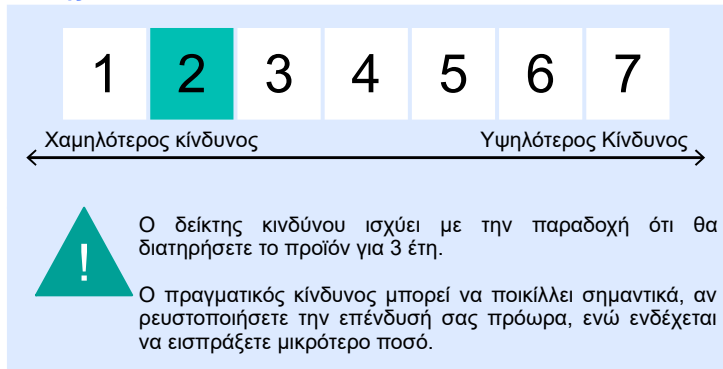 1 2 3 4 5 6 7
Χαμηλότερος κίνδυνος Υψηλότερος Κίνδυνος
!
Ο δείκτης κινδύνου ισχύει με την παραδοχή ότι θα
διατηρήσετε το προϊόν για 3 έτη.
Ο πραγματικός κίνδυνος μπορεί να ποικίλλει σημαντικά, αν
ρευστοποιήσετε την επένδυσή σας πρόωρα, ενώ ενδέχεται
να εισπράξετε μικρότερο ποσό.